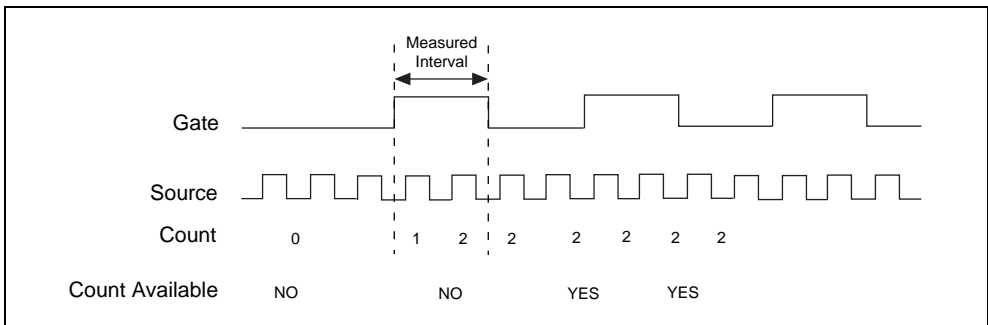 Measured
Interval
Gate
Source
Count 0 1 2 2 2 2 2 2
Count Available NO NO YES YES